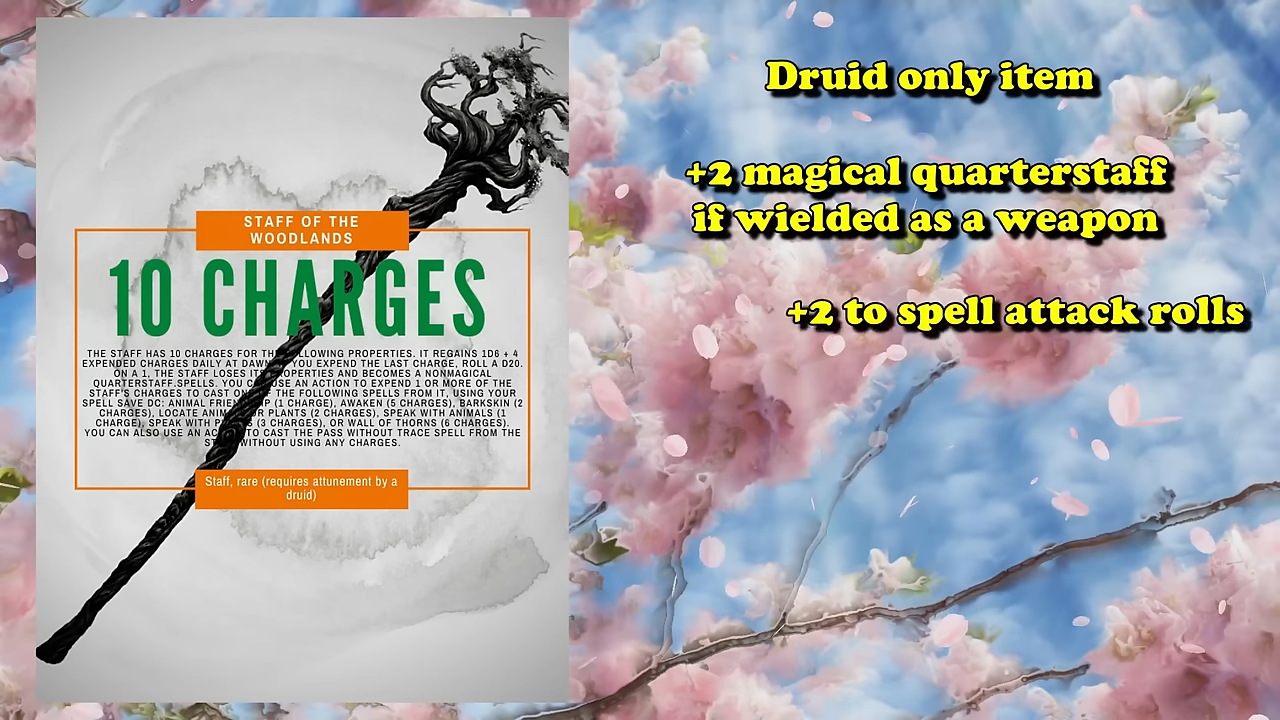 STAFF OF THE
WOODLANDS
10 CHARGES
THE STAFF HAS 10 CHARGES FOR THE FOLLOWING PROPERTIES. IT REGAINS 1D6 + 4
EXPENDED CHARGES DAILY AT DAWN. YOU EXPEND THE LAST CHARGE, ROLL A D20.
ON A 1, THE STAFF LOSES ITS PROPERTIES AND BECOMES A NONMAGICAL
QUARTERSTAFF.SPELLS. YOU CAN USE AN ACTION TO EXPEND 1 OR MORE OF THE
STAFF'S CHARGES TO CAST ONE OF THE FOLLOWING SPELLS FROM IT, USING YOUR
SPELL SAVE DC: ANIMAL FRIENDSHIP (1 CHARGE), AWAKEN (5 CHARGES), BARKSKIN (2
CHARGES), LOCATE ANIMALS OR PLANTS (2 CHARGES). SPEAK WITH ANIMALS (1
CHARGE), SPEAK WITH PLANTS (3 CHARGES), OR WALL OF THORNS (6 CHARGES).
YOU CAN ALSO USE AN ACTION TO CAST THE PASS WITHOUT TRACE SPELL FROM THE
STAFF WITHOUT USING ANY CHARGES.
Staff, rare (requires attunement by a
druid)
Druid only item
+2 magical quarterstaff
if wielded as a weapon
+2 to spell attack rolls